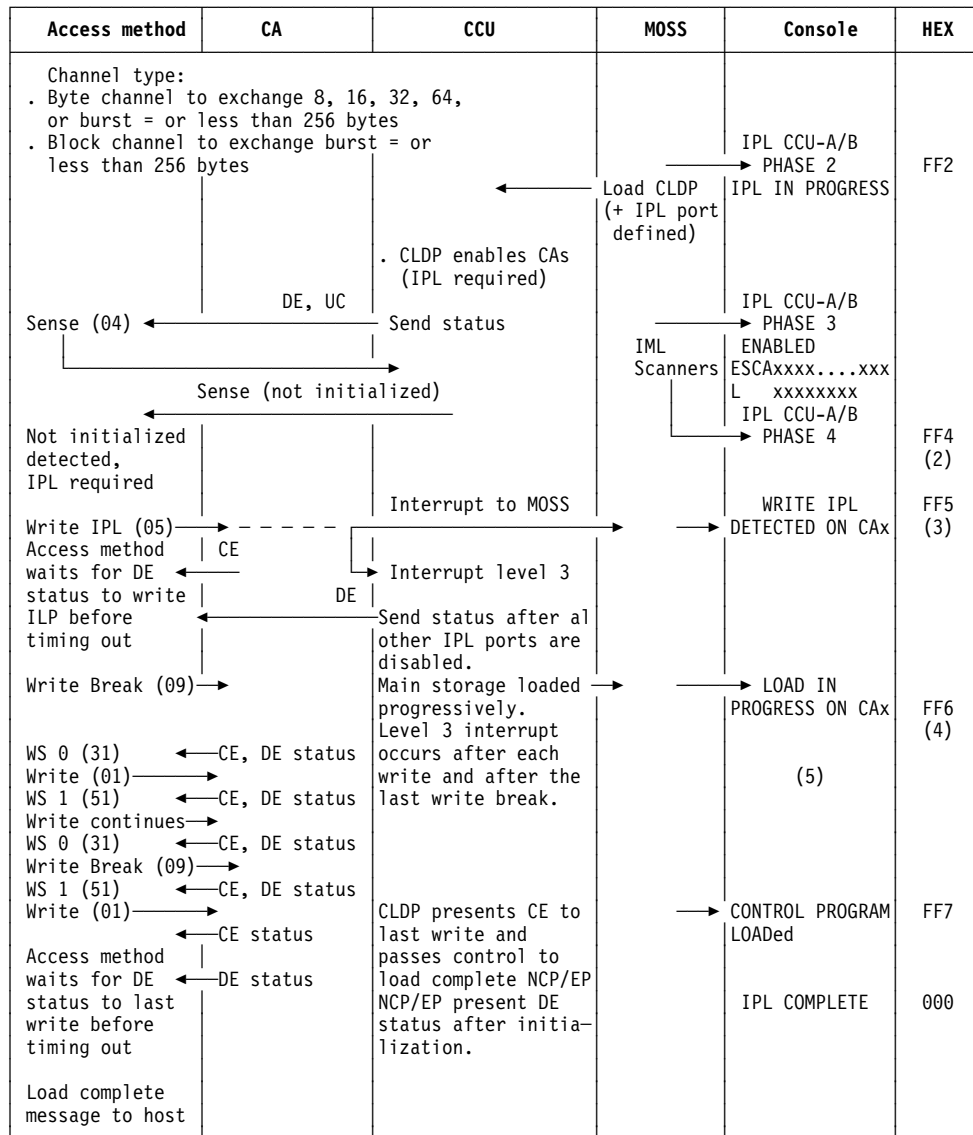 Access method CA CCU MOSS Console HEX
Channel type:
. Byte channel to exchange 8, 16, 32, 64,
or burst = or less than 256 bytes
. Block channel to exchange burst = or IPL CCU-A/B
less than 256 bytes PHASE 2 FF2
Load CLDP IPL IN PROGRESS
(+ IPL port
defined)
. CLDP enables CAs
(IPL required)
DE, UC IPL CCU-A/B
Sense (04) Send status PHASE 3
IML ENABLED
Scanners ESCAxxxx....xxx
Sense (not initialized) L xxxxxxxx
IPL CCU-A/B
Not initialized PHASE 4 FF4
detected, (2)
IPL required
Interrupt to MOSS WRITE IPL FF5
Write IPL (05) DETECTED ON CAx (3)
Access method CE
waits for DE Interrupt level 3
status to write DE
ILP before Send status after al
timing out other IPL ports are
disabled.
Write Break (09) Main storage loaded LOAD IN
progressively. PROGRESS ON CAx FF6
Level 3 interrupt (4)
WS 0 (31) CE, DE status occurs after each
Write (01) write and after the (5)
WS 1 (51) CE, DE status last write break.
Write continues
WS 0 (31) CE, DE status
Write Break (09)
WS 1 (51) CE, DE status
Write (01) CLDP presents CE to CONTROL PROGRAM FF7
CE status last write and LOADed
Access method passes control to
waits for DE DE status load complete NCP/EP
status to last NCP/EP present DE IPL COMPLETE 000
write before status after initia-
timing out lization.
Load complete
message to host